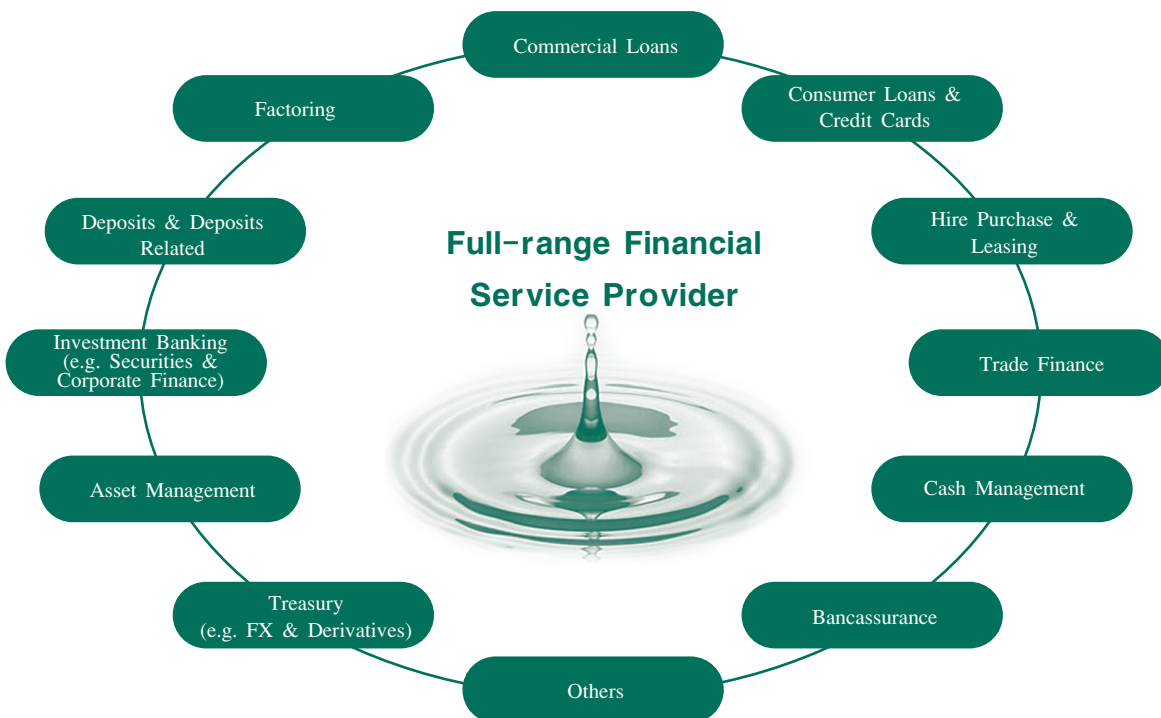 Commercial Loans
Factoring
Consumer Loans &
Credit Cards
Deposits & Deposits
Related
Hire Purchase &
Leasing
Full-range Financial
Service Provider
Investment Banking
(e.g. Securities &
Corporate Finance)
Trade Finance
Asset Management
Cash Management
Treasury
(e.g. FX & Derivatives)
Bancassurance
Others